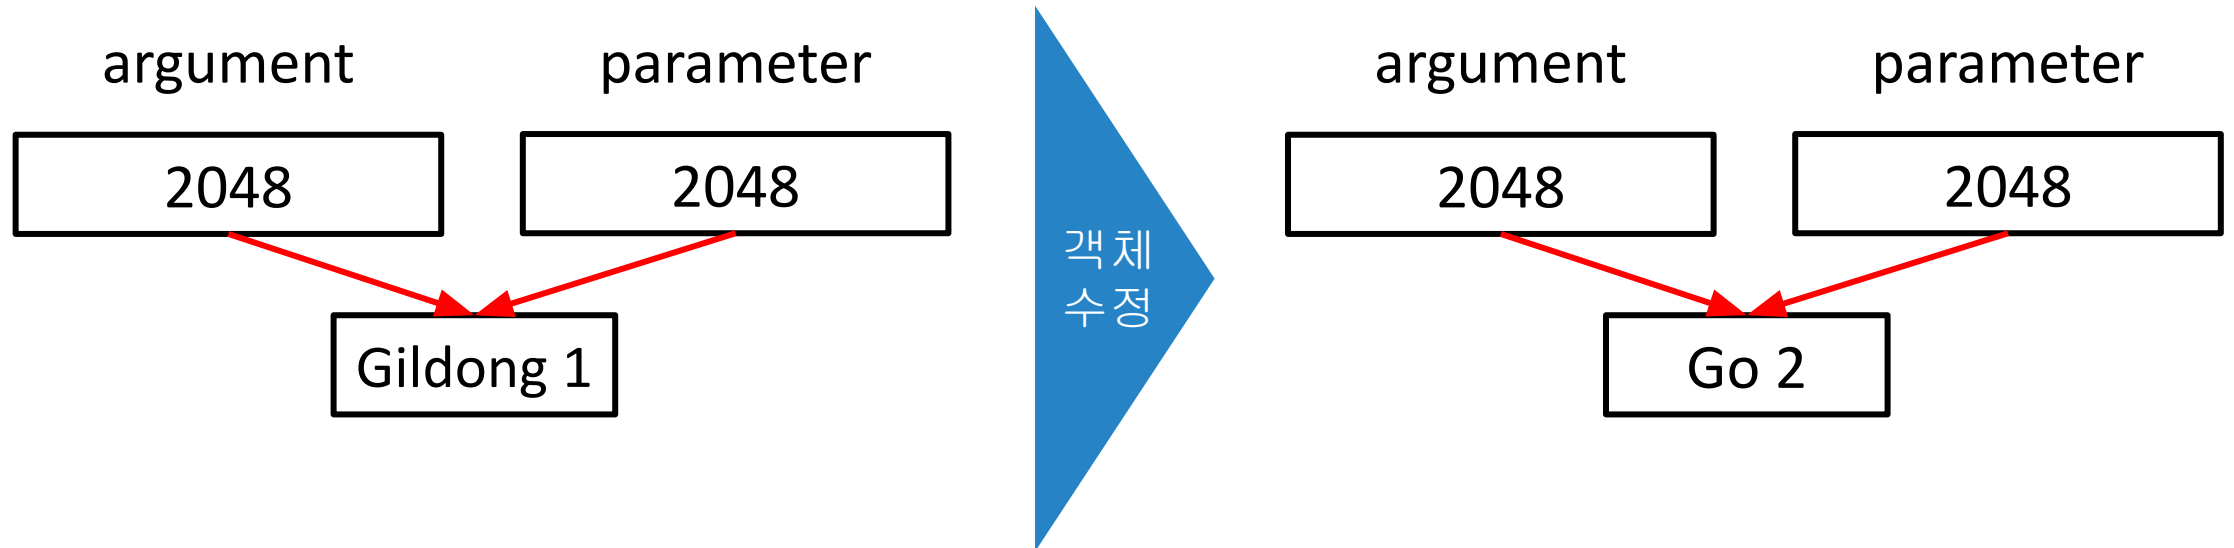 argument
parameter
2048
2048
Gildong 1
객체
수정
argument
parameter
2048
2048
Go 2